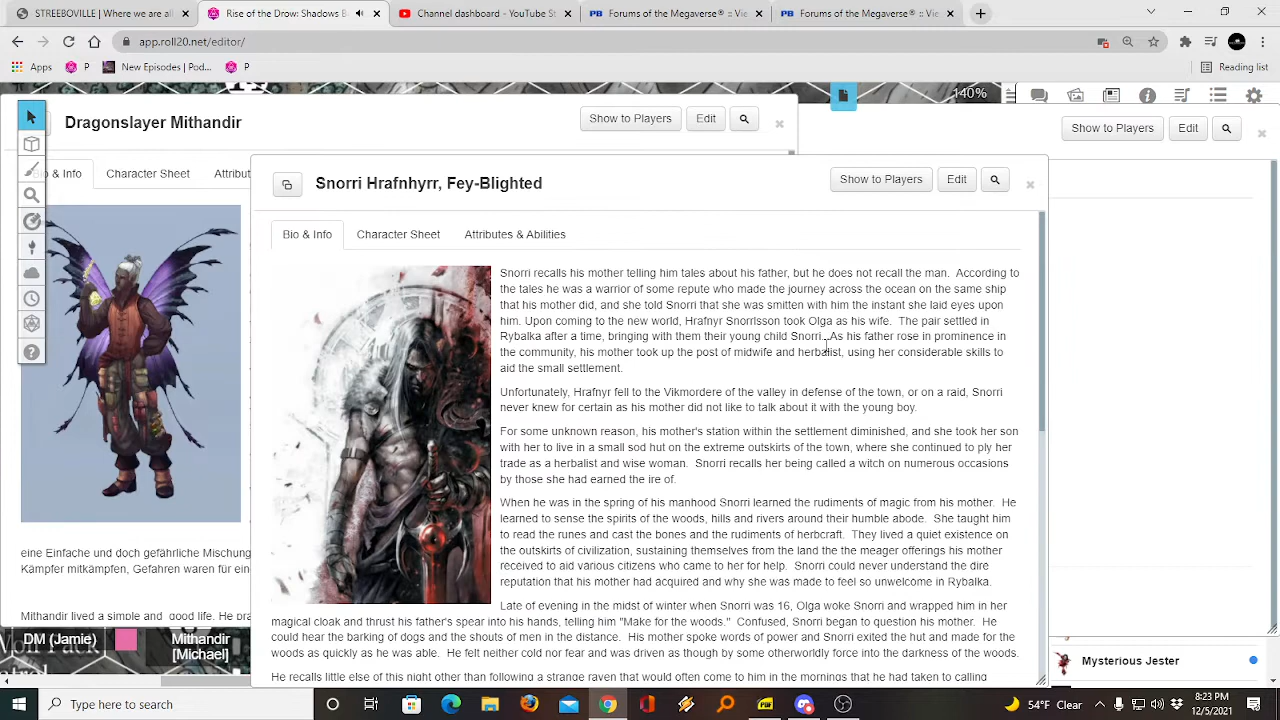 STREEEBOVII'S
Where's your
Roll20
YouTube
Channel dashboard - YouTube St
PB Forums of the Megaverse® :: Vie
PB Forums of the Megaverse® :: Vie
app.roll20.net/editor/
Apps
P
New Episodes | Pod...
P
Reading list
140%
Dragonslayer Mithandir
Show to Players
Edit
Show to Players
Edit
Bio & Info
Character Sheet
Snorri Hrafnhyrr, Fey-Blighted
Show to Players
Edit
Bio & Info
Character Sheet
Attributes & Abilities
Snorri recalls his mother telling him tales about his father, but he does not recall the man. According to
the tales he was a warrior of some repute who made the journey across the ocean on the same ship
that his mother did, and she told Snorri that she was smitten with him the instant she laid eyes upon
him. Upon coming to the new world, Hrafnyr Snorrisson took Olga as his wife. The pair settled in
Rybalka after a time, bringing with them their young child Snorri. As his father rose in prominence in
the community, his mother took up the post of midwife and herbalist, using her considerable skills to
aid the small settlement.
Unfortunately, Hrafnyr fell to the Vikmordere of the valley in defense of the town, or on a raid, Snorri
never knew for certain as his mother did not like to talk about it with the young boy.
For some unknown reason, his mother's station within the settlement diminished, and she took her son
with her to live in a small sod hut on the extreme outskirts of the town, where she continued to ply her
trade as a herbalist and wise woman. Snorri recalls her being called a witch on numerous occasions
by those she had earned the ire of.
When he was in the spring of his manhood Snorri learned the rudiments of magic from his mother. He
learned to sense the spirits of the woods, hills and rivers around their humble abode. She taught him
to read the runes and cast the bones and the rudiments of herbcraft. They lived a quiet existence on
the outskirts of civilization, sustaining themselves from the land the the meager offerings his mother
received to aid various citizens who came to her for help. Snorri could never understand the dire
reputation that his mother had acquired and why she was made to feel so unwelcome in Rybalka.
Late of evening in the midst of winter when Snorri was 16, Olga woke Snorri and wrapped him in her
magical cloak and thrust his father's spear into his hands, telling him "Make for the woods." Confused, Snorri began to question his mother. He
could hear the barking of dogs and the shouts of men in the distance. His mother spoke words of power and Snorri exited the hut and made for the
woods as quickly as he was able. He felt neither cold nor fear and was driven as though by some otherworldly force into the darkness of the woods.
He recalls little else of this night other than following a strange raven that would often come to him in the mornings that he had taken to calling
eine Einfache und doch gefährliche Mischung
Kämpfer mitkämpfen, Gefahren waren für ein
Mithandir lived a simple and good life. He pra
DM (Jamie)
Mithandir
[Michael]
Mysterious Jester
Type here to search
54°F Clear
8:23 PM
12/5/2021